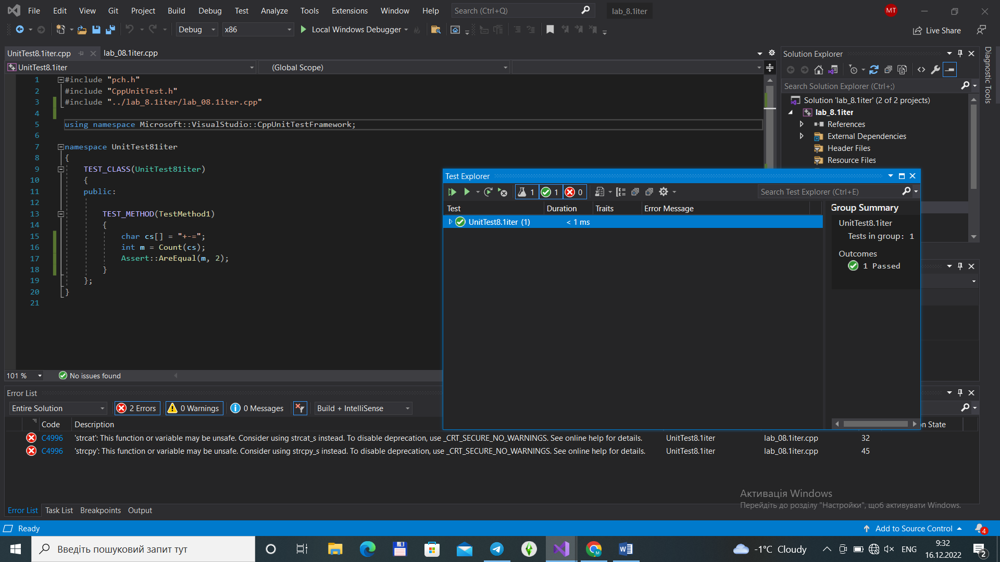 File Edit View Git Project Build Debug Test Analyze Tools Extensions Window Help Search (Ctrl+Q) lab_8.1iter MT
Debug x86 Local Windows Debugger Live Share
UnitTest8.1iter.cpp lab_08.1iter.cpp
UnitTest8.1iter (Global Scope)
1 #include "pch.h"
2 #include "CppUnitTest.h"
3 #include "../lab_8.1iter/lab_08.1iter.cpp"
4
5 using namespace Microsoft::VisualStudio::CppUnitTestFramework;
6
7 namespace UnitTest81iter
8 {
9 TEST_CLASS(UnitTest81iter)
10 {
11 public:
12
13 TEST_METHOD(TestMethod1)
14 {
15 char cs[] = "+-=";
16 int m = Count(cs);
17 Assert::AreEqual(m, 2);
18 }
19 };
20 }
21
101 % No issues found
Solution Explorer
Search Solution Explorer (Ctrl+;)
Solution 'lab_8.1iter' (2 of 2 projects)
lab_8.1iter
References
External Dependencies
Header Files
Resource Files
Diagnostic Tools
Test Explorer
1 1 0 Search Test Explorer (Ctrl+E)
Test Duration Traits Error Message
UnitTest8.1iter (1) < 1 ms
Group Summary
UnitTest8.1iter
Tests in group: 1
Outcomes
1 Passed
Error List
Entire Solution 2 Errors 0 Warnings 0 Messages Build + IntelliSense
Code Description n State
C4996 'strcat': This function or variable may be unsafe. Consider using strcat_s instead. To disable deprecation, use _CRT_SECURE_NO_WARNINGS. See online help for details. UnitTest8.1iter lab_08.1iter.cpp 32
C4996 'strcpy': This function or variable may be unsafe. Consider using strcpy_s instead. To disable deprecation, use _CRT_SECURE_NO_WARNINGS. See online help for details. UnitTest8.1iter lab_08.1iter.cpp 45
Активація Windows
Перейдіть до розділу "Настройки", щоб активувати Windows.
Error List Task List Breakpoints Output
Ready Add to Source Control 4
Введіть пошуковий запит тут -1°C Cloudy ENG 9:32
16.12.2022 2